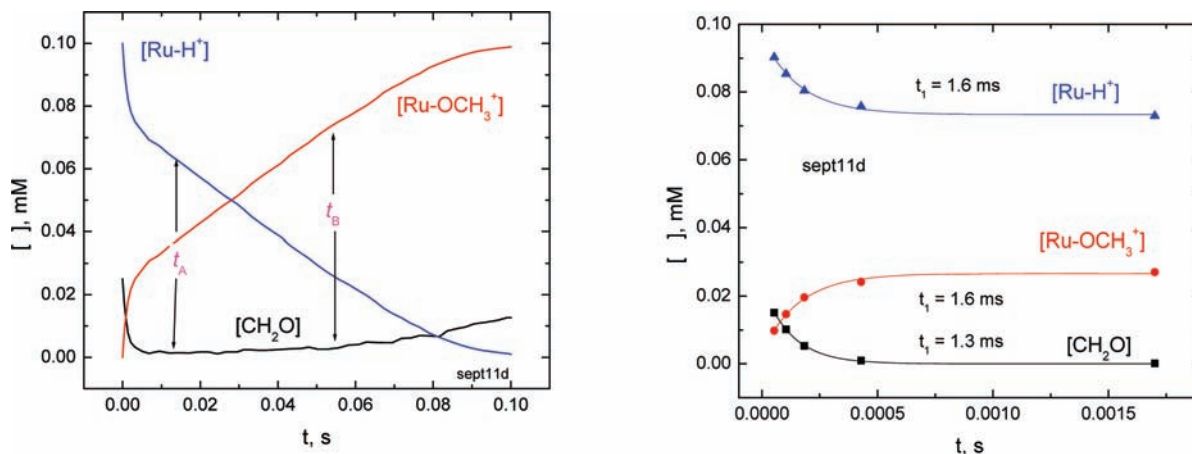 0.10
0.08
0.06
0.04
0.02
0.00
[ ], mM
[Ru-H⁺]
[Ru-OCH₃⁺]
t_A
t_B
[CH₂O]
sept11d
0.00 0.02 0.04 0.06 0.08 0.10
t, s
0.10
0.08
0.06
0.04
0.02
0.00
[ ], mM
t₁ = 1.6 ms
[Ru-H⁺]
sept11d
[Ru-OCH₃⁺]
t₁ = 1.6 ms
t₁ = 1.3 ms
[CH₂O]
0.0000 0.0005 0.0010 0.0015
t, s